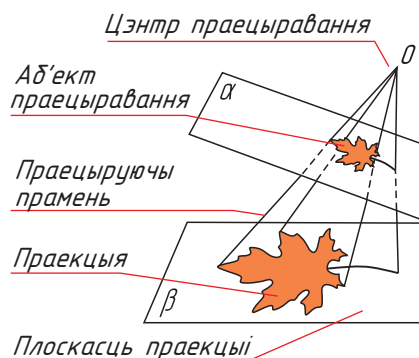 Цэнтр праецыравання
O
Аб'ект
праецыравання
α
Праецыруючы
прамень
Праекцыя
β
Плоскасць праекцыі